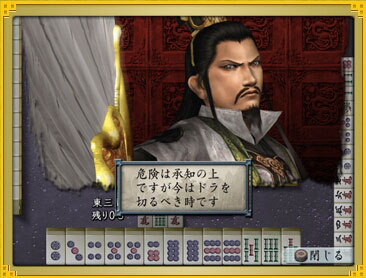 危険は承知の上
ですが今はドラを
切るべき時です
東三
残り0
閉じる